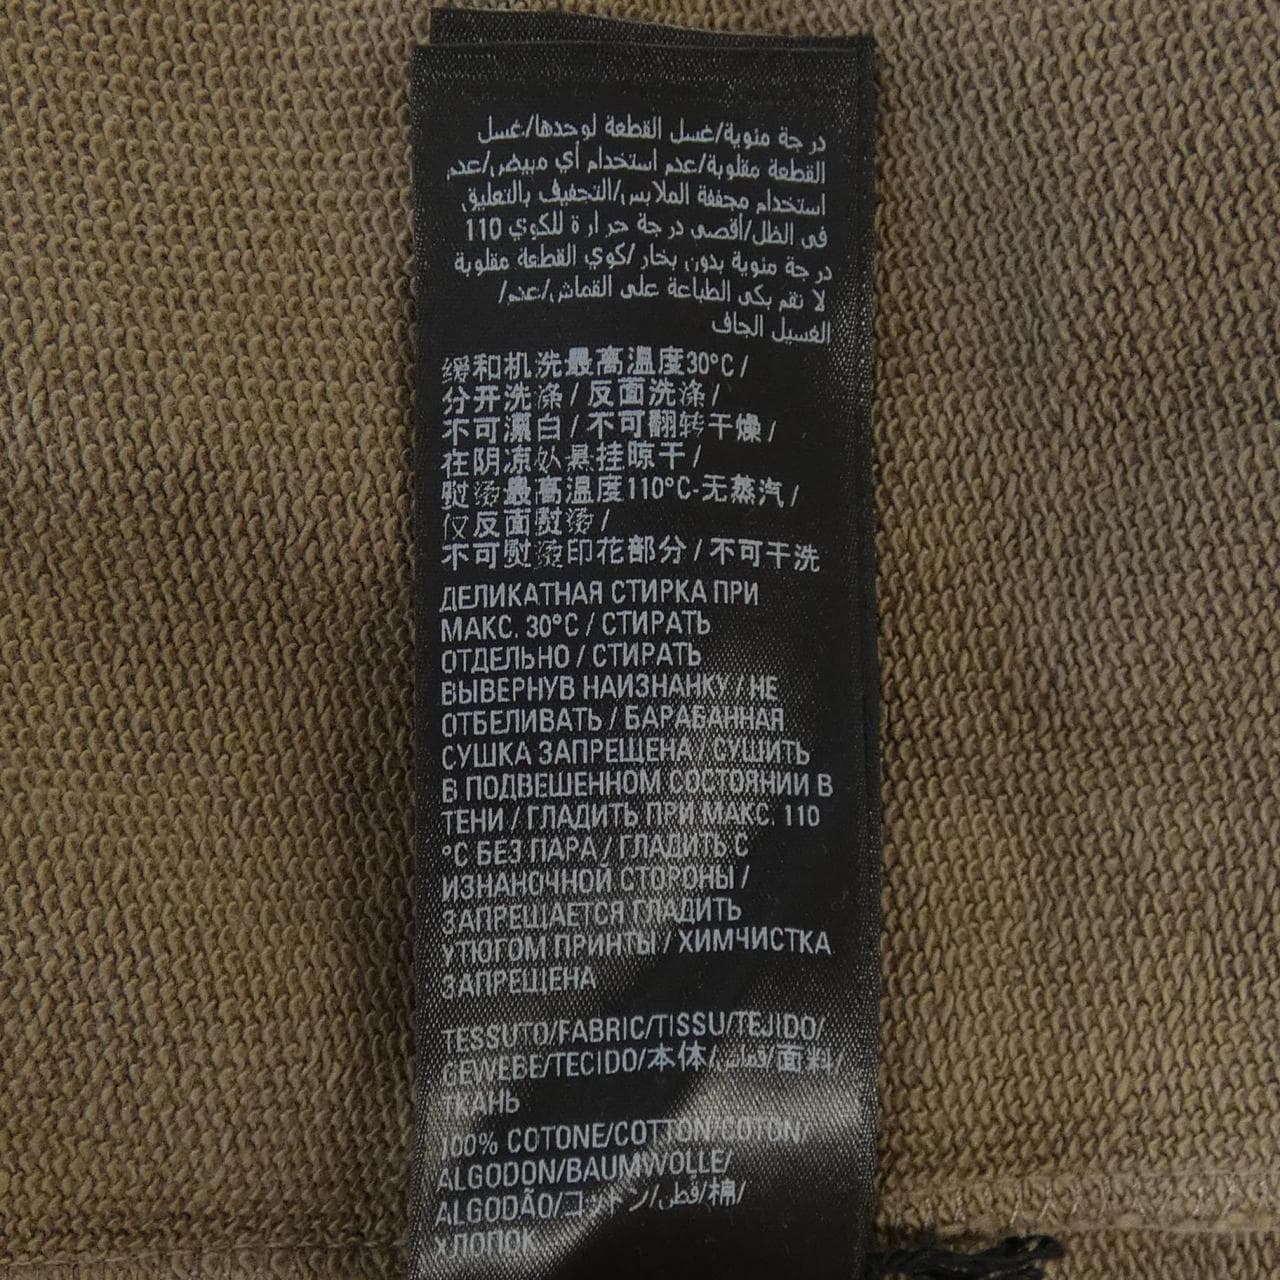 درجة مئوية/غسل القطعة لوحدها/غسل
القطعة مقلوبة/عدم استخدام أي مبيض/عدم
استخدام مجففة الملابس/التجفيف بالتعليق
في الظل/أقصى درجة حرارة للكوي 110
درجة مئوية بدون بخار/كوي القطعة مقلوبة
لا تقم بكي الطباعة على القماش/عدم/
الغسيل الجاف
缓和机洗最高温度30°C /
分开洗涤 / 反面洗涤 /
不可漂白 / 不可翻转干燥 /
在阴凉处悬挂晾干 /
熨烫最高温度110°C-无蒸汽 /
仅反面熨烫 /
不可熨烫印花部分 / 不可干洗
ДЕЛИКАТНАЯ СТИРКА ПРИ
МАКС. 30°C / СТИРАТЬ
ОТДЕЛЬНО / СТИРАТЬ
ВЫВЕРНУВ НАИЗНАНКУ / НЕ
ОТБЕЛИВАТЬ / БАРАБАННАЯ
СУШКА ЗАПРЕЩЕНА / СУШИТЬ
В ПОДВЕШЕННОМ СОСТОЯНИИ В
ТЕНИ / ГЛАДИТЬ ПРИ МАКС. 110
°C БЕЗ ПАРА / ГЛАДИТЬ С
ИЗНАНОЧНОЙ СТОРОНЫ /
ЗАПРЕЩАЕТСЯ ГЛАДИТЬ
УТЮГОМ ПРИНТЫ / ХИМЧИСТКА
ЗАПРЕЩЕНА
TESSUTO/FABRIC/TISSU/TEJIDO/
GEWEBE/TECIDO/本体/قماش/面料/
ТКАНЬ
100% COTONE/COTTON/COTON/
ALGODON/BAUMWOLLE/
ALGODÃO/コットン/قطن/棉/
ХЛОПОК